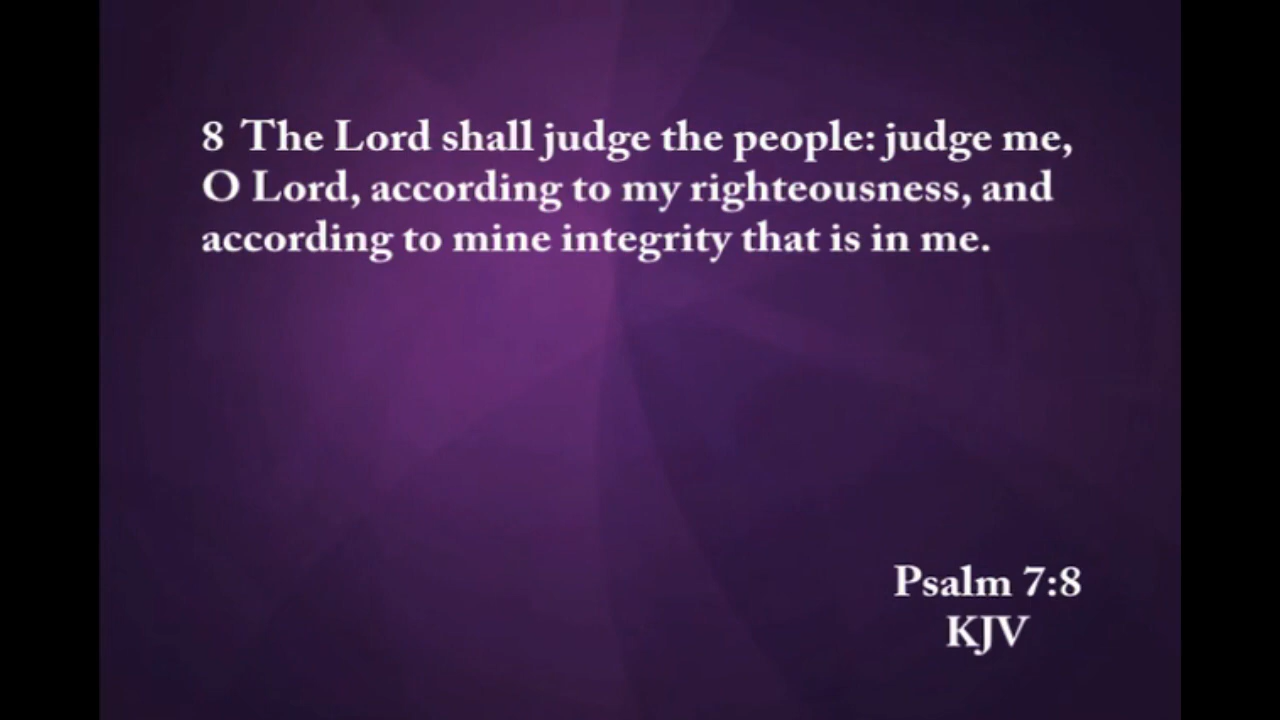 8 The Lord shall judge the people: judge me,
O Lord, according to my righteousness, and
according to mine integrity that is in me.
Psalm 7:8
KJV